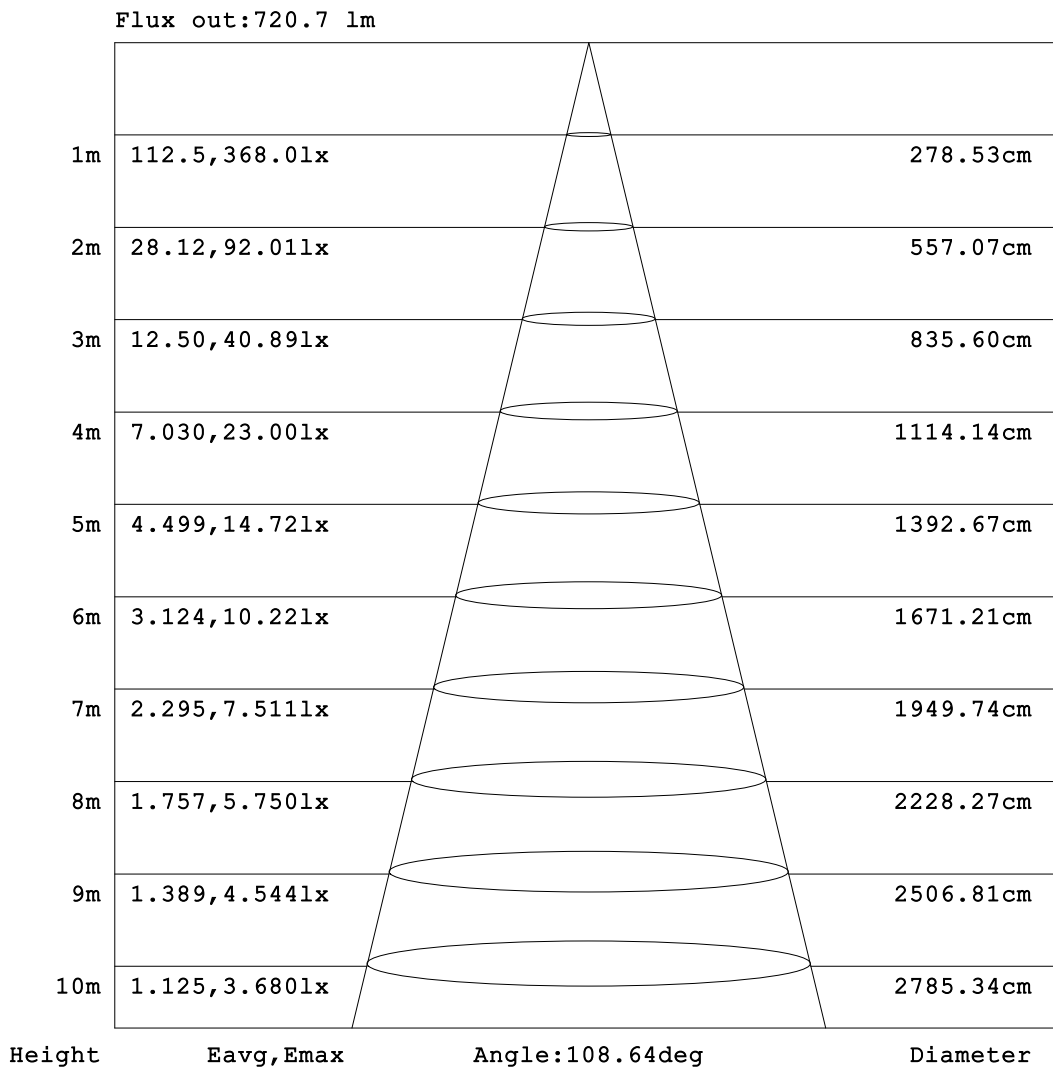 Flux out:720.7 lm
1m 112.5,368.0lx 278.53cm
2m 28.12,92.01lx 557.07cm
3m 12.50,40.89lx 835.60cm
4m 7.030,23.00lx 1114.14cm
5m 4.499,14.72lx 1392.67cm
6m 3.124,10.22lx 1671.21cm
7m 2.295,7.511lx 1949.74cm
8m 1.757,5.750lx 2228.27cm
9m 1.389,4.544lx 2506.81cm
10m 1.125,3.680lx 2785.34cm
Height Eavg,Emax Angle:108.64deg Diameter